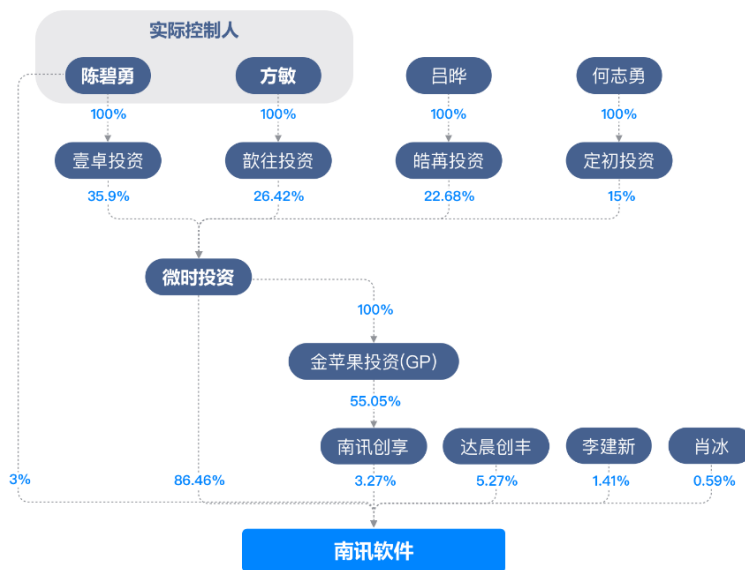 实际控制人
陈碧勇 方敏 吕晔 何志勇
100% 100% 100% 100%
壹卓投资 歆往投资 皓苒投资 定初投资
35.9% 26.42% 22.68% 15%
微时投资
100%
金苹果投资(GP)
55.05%
南讯创享 达晨创丰 李建新 肖冰
3% 86.46% 3.27% 5.27% 1.41% 0.59%
南讯软件